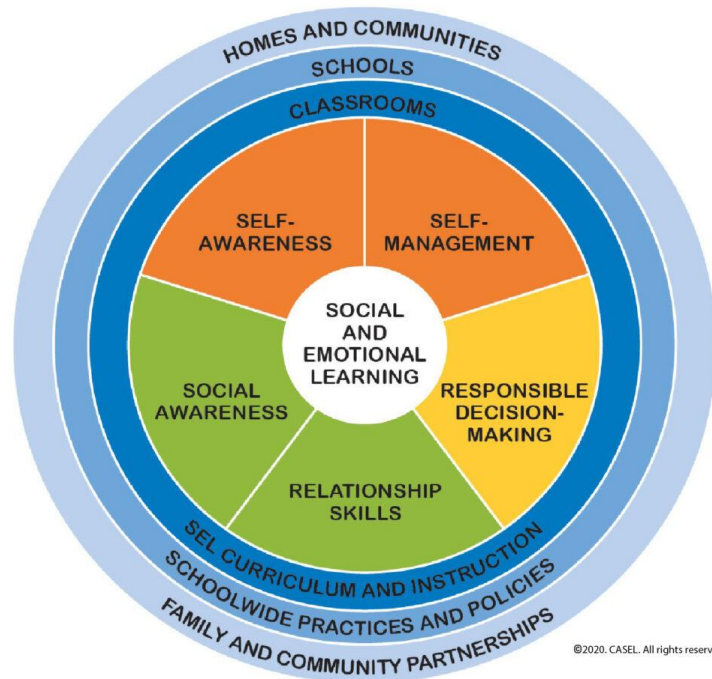 HOMES AND COMMUNITIES
SCHOOLS
CLASSROOMS
SELF-
AWARENESS
SELF-
MANAGEMENT
SOCIAL
AND
EMOTIONAL
LEARNING
SOCIAL
AWARENESS
RESPONSIBLE
DECISION-
MAKING
RELATIONSHIP
SKILLS
SEL CURRICULUM AND INSTRUCTION
SCHOOLWIDE PRACTICES AND POLICIES
FAMILY AND COMMUNITY PARTNERSHIPS
©2020. CASEL. All rights reserv